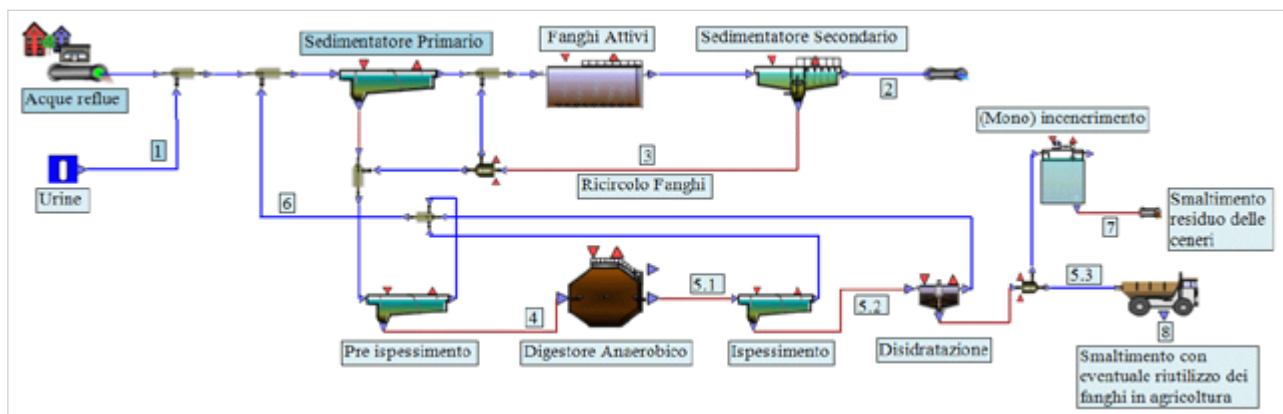 Sedimentatore Primario
Fanghi Attivi
Sedimentatore Secondario
Acque reflue
2
(Mono) incenerimento
1
3
Urine
Ricircolo Fanghi
6
7
Smaltimento
residuo delle
ceneri
4
5.1
5.2
5.3
8
Pre ispessimento
Digestore Anaerobico
Ispessimento
Disidratazione
Smaltimento con
eventuale riutilizzo dei
fanghi in agricoltura